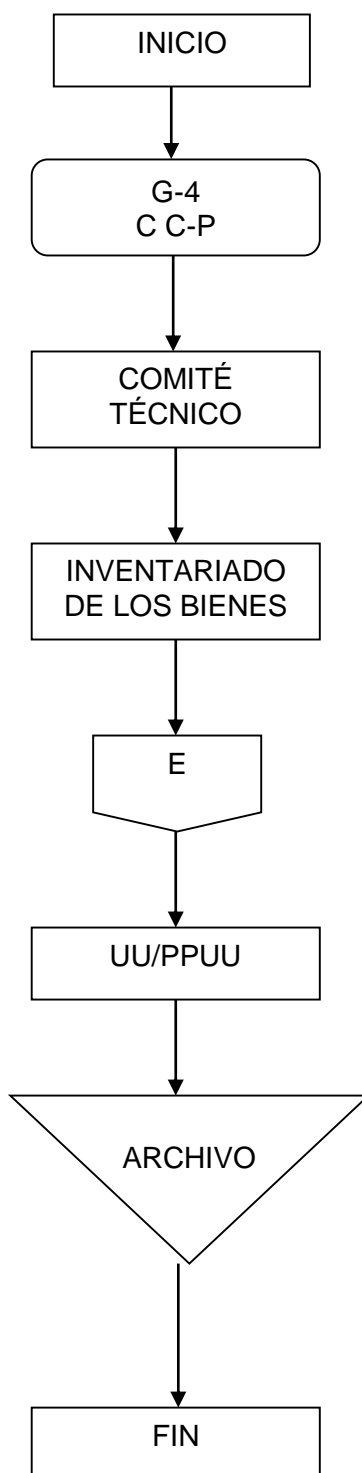 INICIO
G-4
C C-P
COMITÉ
TÉCNICO
INVENTARIADO
DE LOS BIENES
E
UU/PPUU
ARCHIVO
FIN